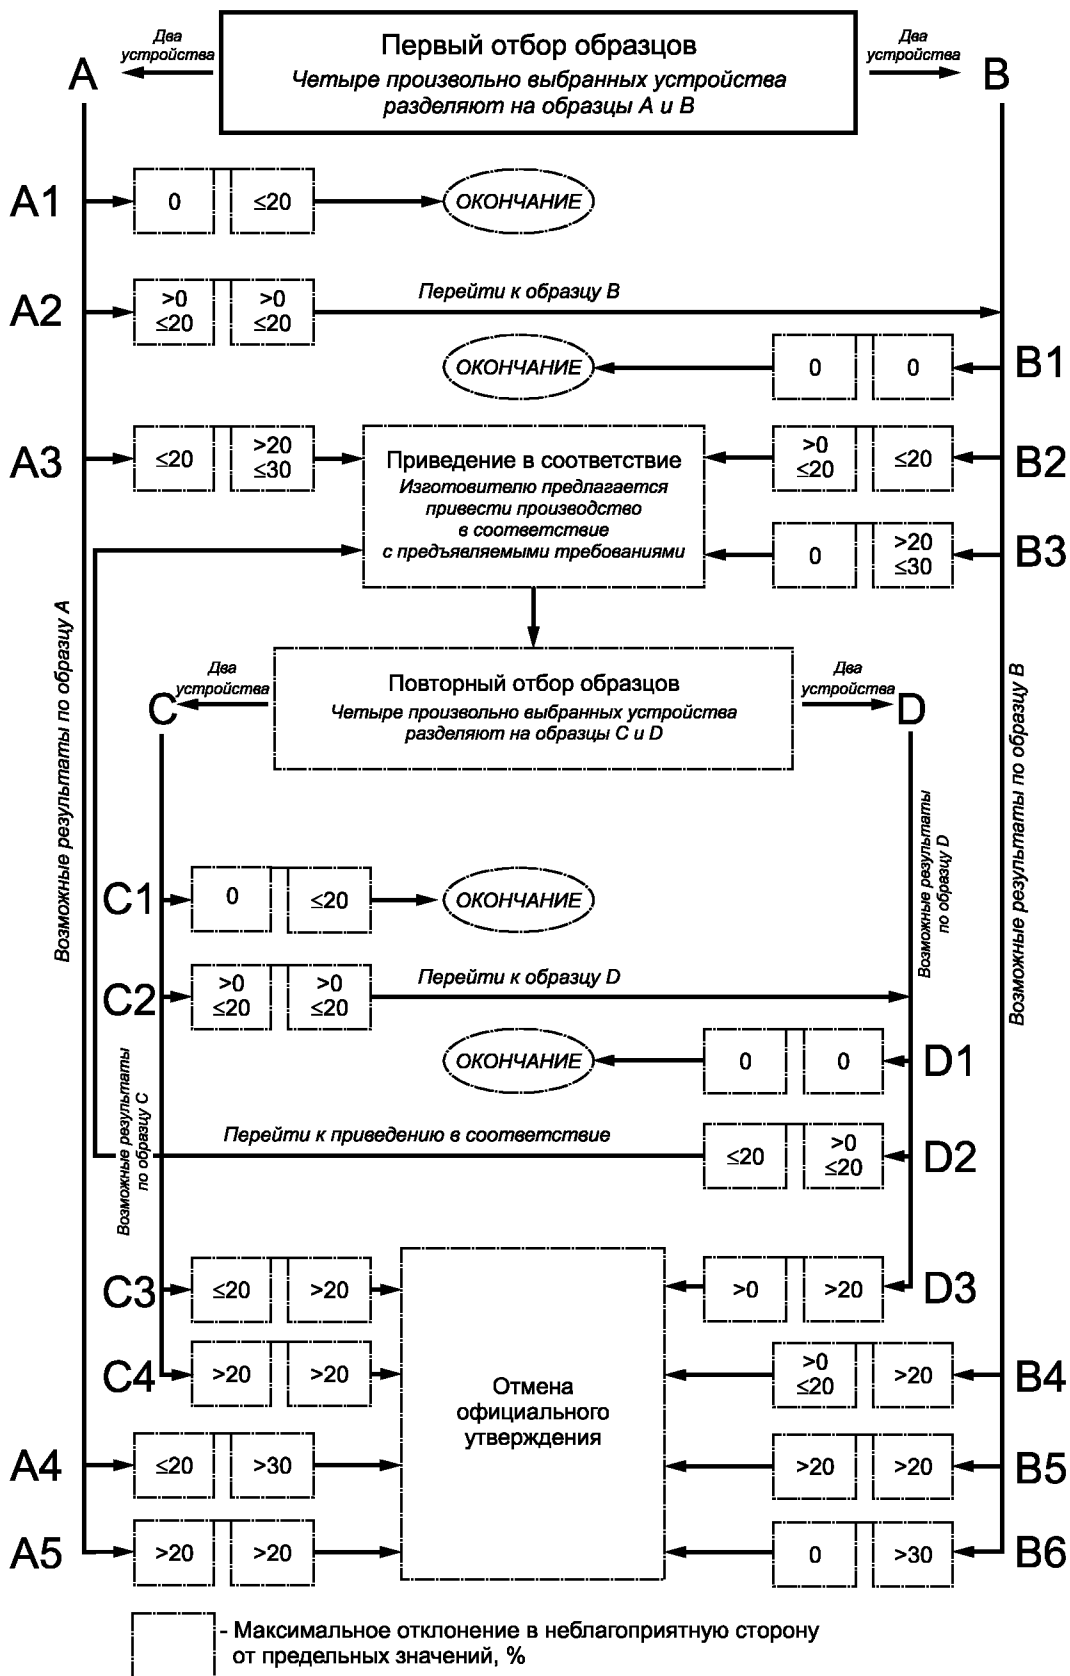 Первый отбор образцов
Четыре произвольно выбранных устройства
разделяют на образцы А и В
Два
устройства
Два
устройства
A
B
A1
0
≤20
ОКОНЧАНИЕ
A2
>0
≤20
>0
≤20
Перейти к образцу В
ОКОНЧАНИЕ
0
0
B1
A3
≤20
>20
≤30
Приведение в соответствие
Изготовителю предлагается
привести производство
в соответствие
с предъявляемыми требованиями
>0
≤20
≤20
B2
0
>20
≤30
B3
Возможные результаты по образцу А
Возможные результаты по образцу В
Два
устройства
Повторный отбор образцов
Четыре произвольно выбранных устройства
разделяют на образцы С и D
Два
устройства
C
D
Возможные результаты
по образцу D
C1
0
≤20
ОКОНЧАНИЕ
C2
>0
≤20
>0
≤20
Перейти к образцу D
ОКОНЧАНИЕ
0
0
D1
Возможные результаты
по образцу С
Перейти к приведению в соответствие
≤20
>0
≤20
D2
C3
≤20
>20
>0
>20
D3
C4
>20
>20
Отмена
официального
утверждения
>0
≤20
>20
B4
A4
≤20
>30
>20
>20
B5
A5
>20
>20
0
>30
B6
- Максимальное отклонение в неблагоприятную сторону
от предельных значений, %